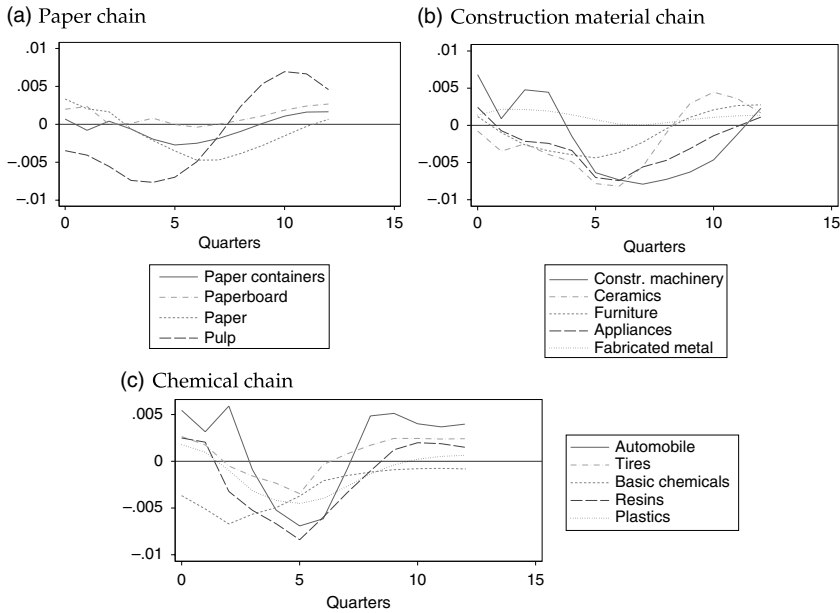 (a) Paper chain
.01
.005
0
−.005
−.01
0
5
10
15
Quarters
Paper containers
Paperboard
Paper
Pulp
(b) Construction material chain
.01
.005
0
−.005
−.01
0
5
10
15
Quarters
Constr. machinery
Ceramics
Furniture
Appliances
Fabricated metal
(c) Chemical chain
.005
0
−.005
−.01
0
5
10
15
Quarters
Automobile
Tires
Basic chemicals
Resins
Plastics